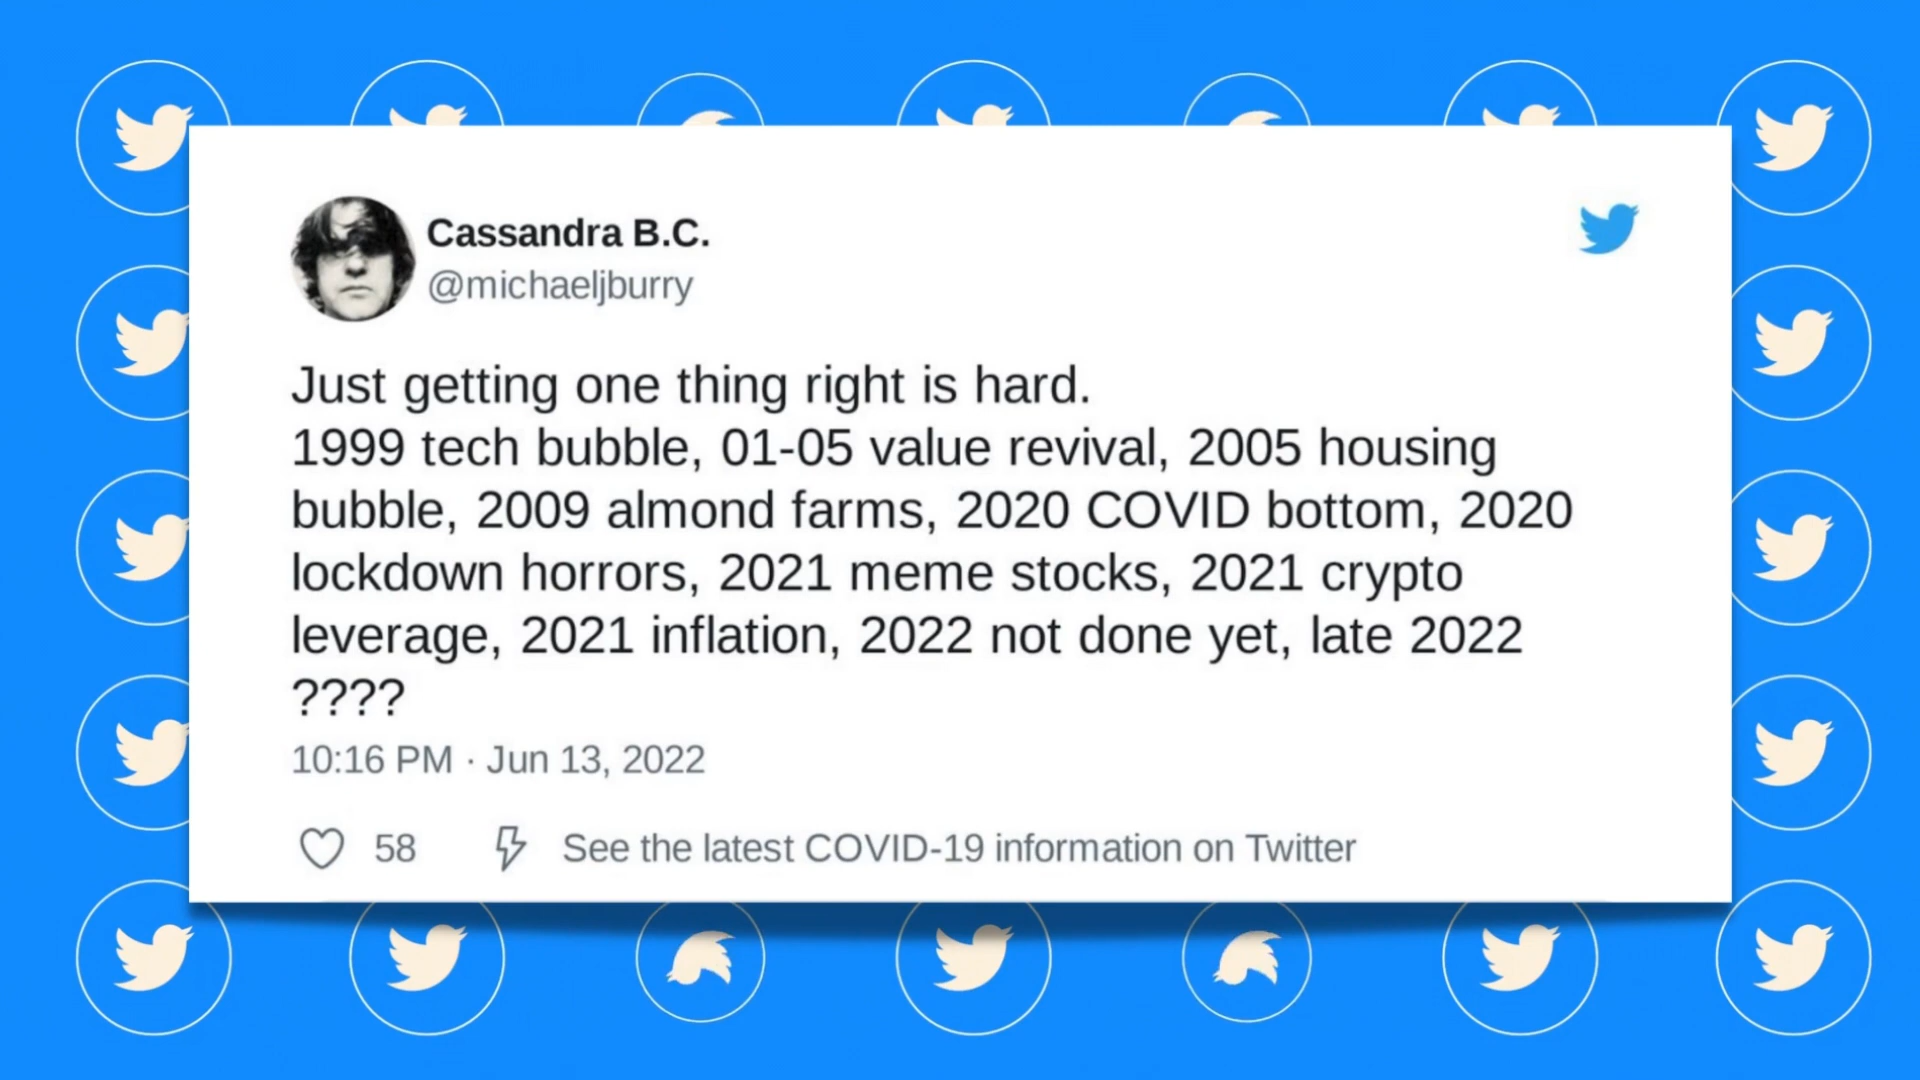 Cassandra B.C.
@michaeljburry
Just getting one thing right is hard.
1999 tech bubble, 01-05 value revival, 2005 housing
bubble, 2009 almond farms, 2020 COVID bottom, 2020
lockdown horrors, 2021 meme stocks, 2021 crypto
leverage, 2021 inflation, 2022 not done yet, late 2022
????
10:16 PM · Jun 13, 2022
58 See the latest COVID-19 information on Twitter